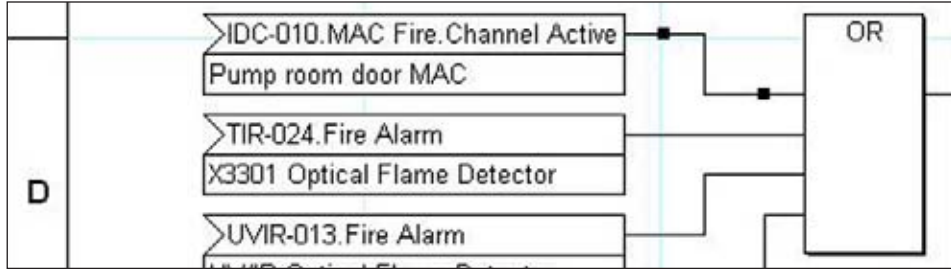 IDC-010.MAC Fire.Channel Active
OR
Pump room door MAC
TIR-024.Fire Alarm
X3301 Optical Flame Detector
D
UVIR-013.Fire Alarm